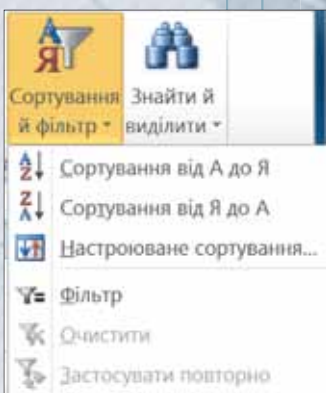 Сортування й фільтр
Знайти й виділити
Сортування від А до Я
Сортування від Я до А
Настроюване сортування...
Фільтр
Очистити
Застосувати повторно